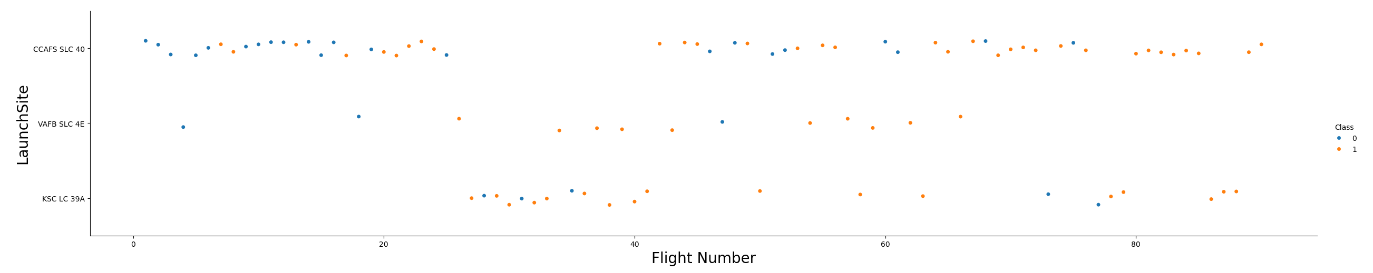 CCAFS SLC 40
VAFB SLC 4E
KSC LC 39A
LaunchSite
0 20 40 60 80
Flight Number
Class
0
1